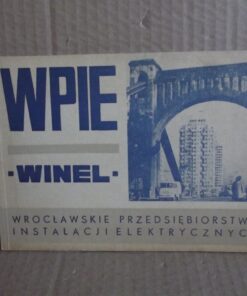 WPIE
• WINEL •
WROCŁAWSKIE PRZEDSIĘBIORSTW
INSTALACJI ELEKTRYCZNYC